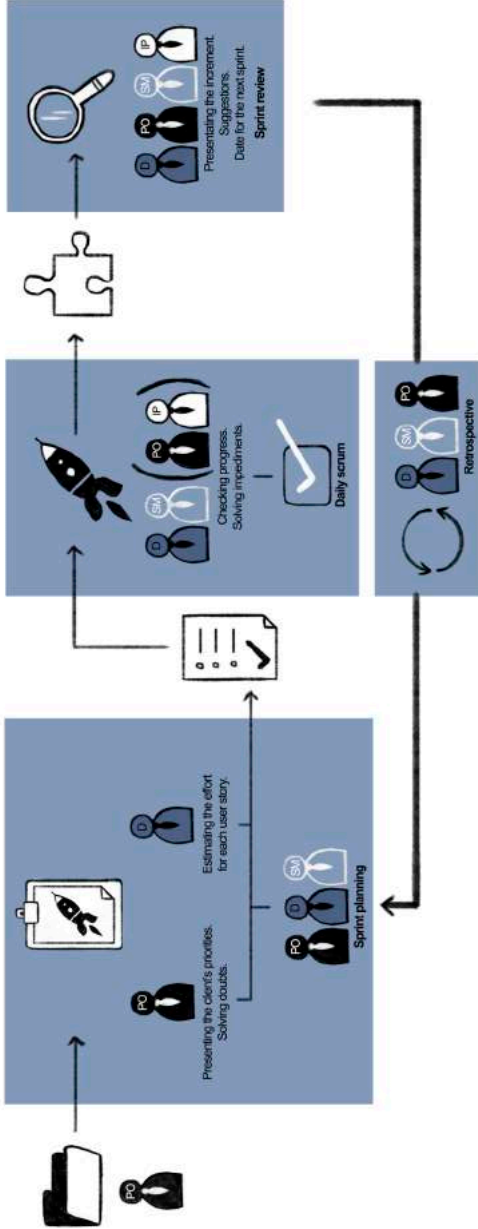 PO
PO
Presenting the client's priorities.
Solving doubts.
D
Estimating the effort
for each user story.
PO D SM
Sprint planning
D SM (PO IP)
Checking progress.
Solving impediments.
Daily scrum
D PO SM IP
Presentating the increment.
Suggestions.
Date for the next sprint.
Sprint review
D SM PO
Retrospective